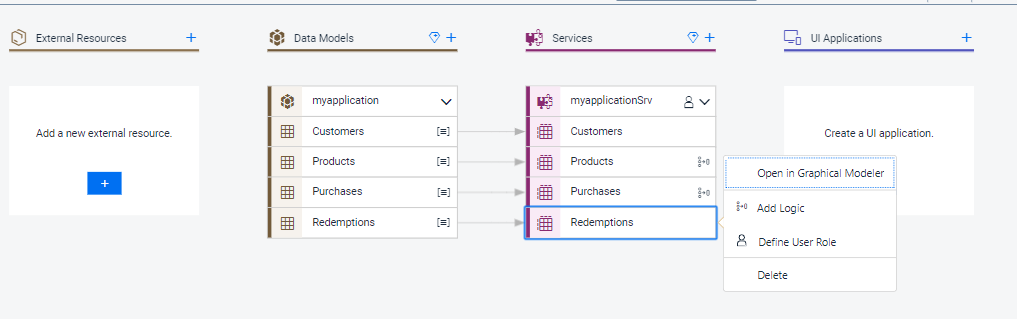 External Resources
Data Models
Services
UI Applications
Add a new external resource.
myapplication
Customers
Products
Purchases
Redemptions
myapplicationSrv
Customers
Products
Purchases
Redemptions
Create a UI application.
Open in Graphical Modeler
Add Logic
Define User Role
Delete